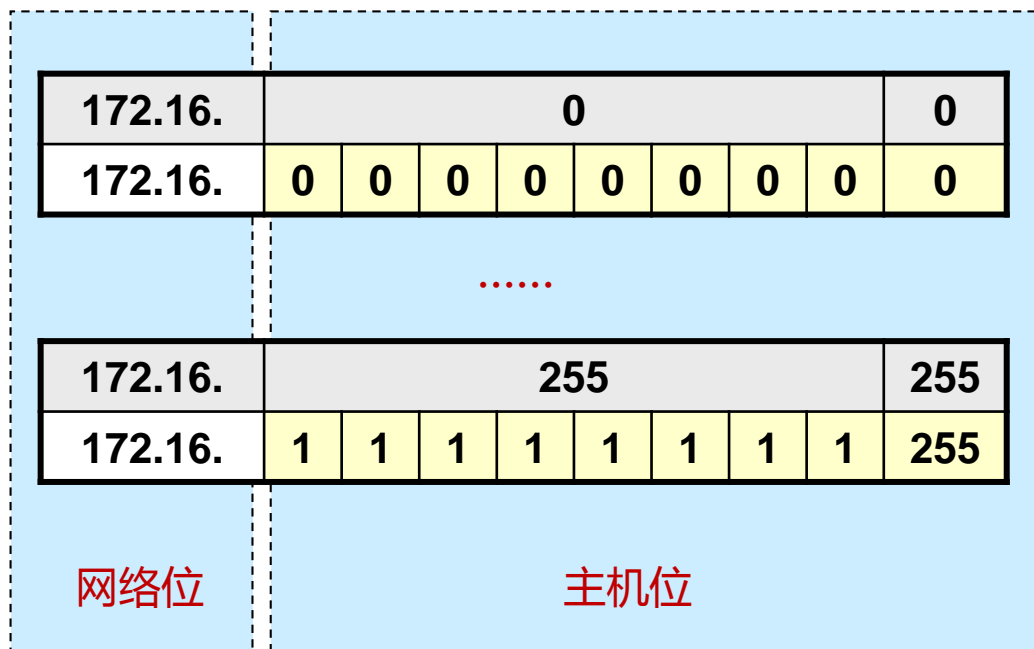 172.16. 0 0
172.16. 0 0 0 0 0 0 0 0 0
......
172.16. 255 255
172.16. 1 1 1 1 1 1 1 1 255
网络位 主机位